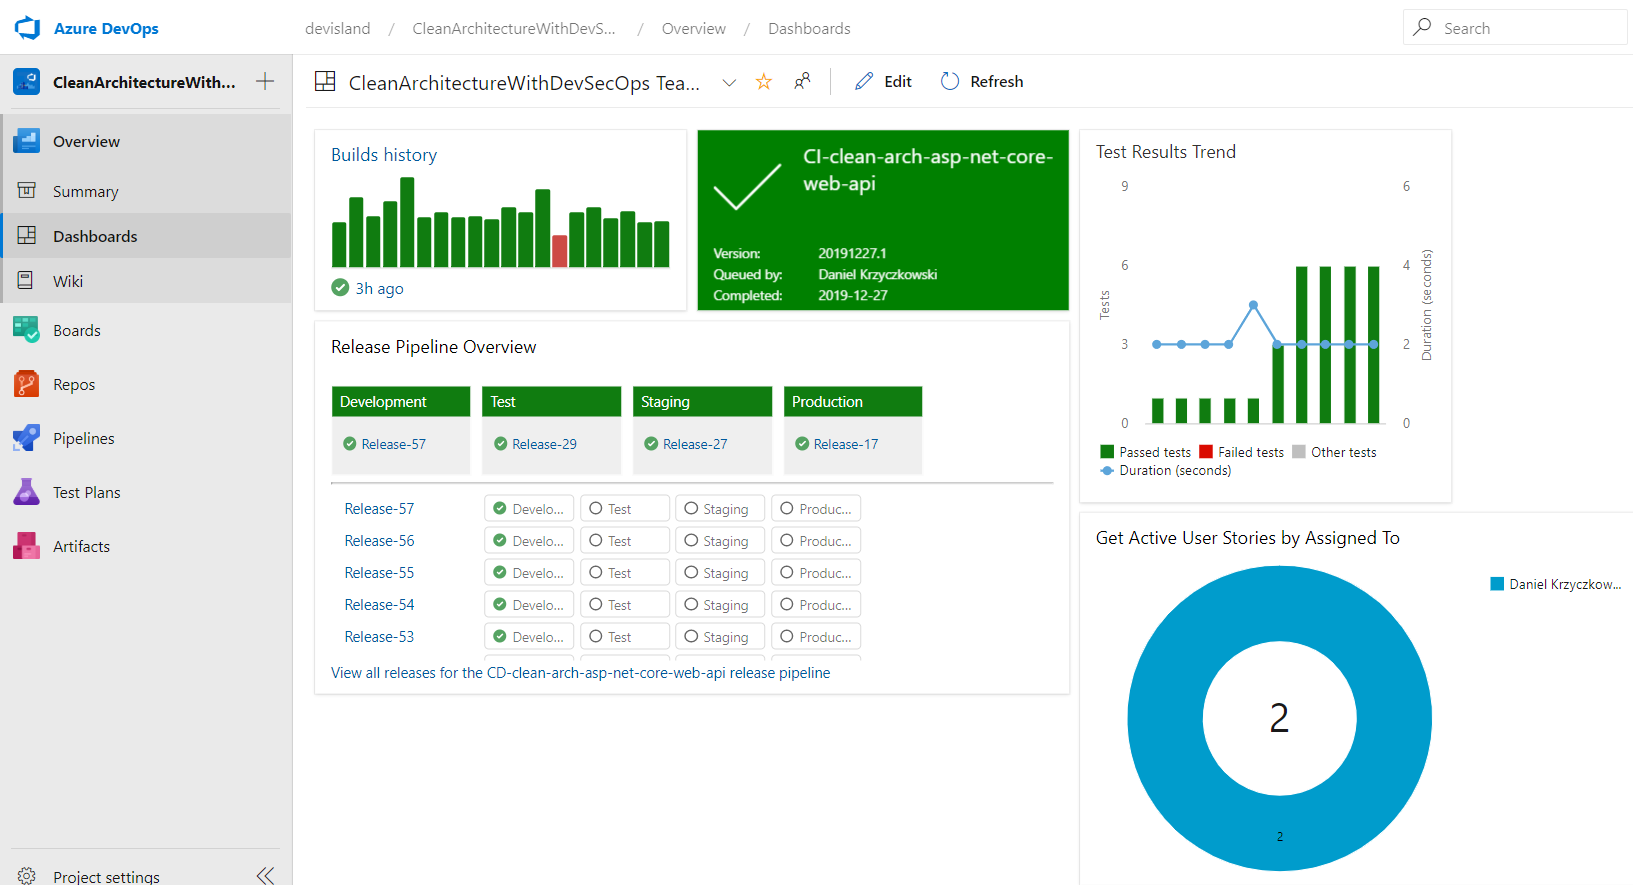 Azure DevOps
devisland / CleanArchitectureWithDevS... / Overview / Dashboards
Search
CleanArchitectureWith...
Overview
Summary
Dashboards
Wiki
Boards
Repos
Pipelines
Test Plans
Artifacts
Project settings
CleanArchitectureWithDevSecOps Tea...
Edit
Refresh
Builds history
3h ago
CI-clean-arch-asp-net-core-
web-api
Version: 20191227.1
Queued by: Daniel Krzyczkowski
Completed: 2019-12-27
Release Pipeline Overview
Development Test Staging Production
Release-57 Release-29 Release-27 Release-17
Release-57 Develo... Test Staging Produc...
Release-56 Develo... Test Staging Produc...
Release-55 Develo... Test Staging Produc...
Release-54 Develo... Test Staging Produc...
Release-53 Develo... Test Staging Produc...
View all releases for the CD-clean-arch-asp-net-core-web-api release pipeline
Test Results Trend
9 6
6 4
Tests
Duration (seconds)
3 2
0 0
Passed tests Failed tests Other tests
Duration (seconds)
Get Active User Stories by Assigned To
Daniel Krzyczkow...
2
2